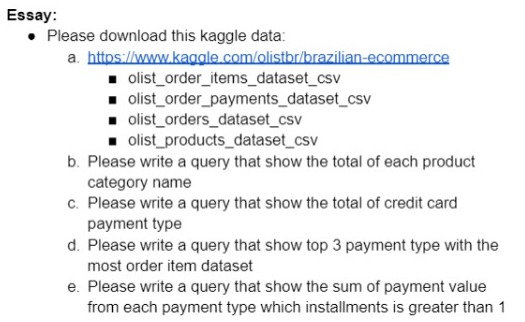 Essay:
● Please download this kaggle data:
a. https://www.kaggle.com/olistbr/brazilian-ecommerce
■ olist_order_items_dataset_csv
■ olist_order_payments_dataset_csv
■ olist_orders_dataset_csv
■ olist_products_dataset_csv
b. Please write a query that show the total of each product
category name
c. Please write a query that show the total of credit card
payment type
d. Please write a query that show top 3 payment type with the
most order item dataset
e. Please write a query that show the sum of payment value
from each payment type which installments is greater than 1